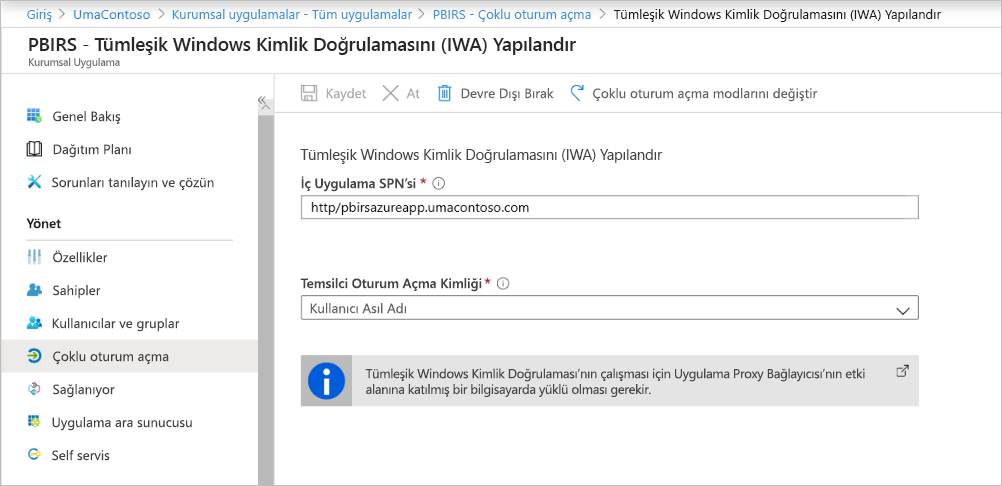 Giriş > UmaContoso > Kurumsal uygulamalar - Tüm uygulamalar > PBIRS - Çoklu oturum açma > Tümleşik Windows Kimlik Doğrulamasını (IWA) Yapılandır
PBIRS - Tümleşik Windows Kimlik Doğrulamasını (IWA) Yapılandır
Kurumsal Uygulama
Genel Bakış
Dağıtım Planı
Sorunları tanılayın ve çözün
Yönet
Özellikler
Sahipler
Kullanıcılar ve gruplar
Çoklu oturum açma
Sağlanıyor
Uygulama ara sunucusu
Self servis
Kaydet At Devre Dışı Bırak Çoklu oturum açma modlarını değiştir
Tümleşik Windows Kimlik Doğrulamasını (IWA) Yapılandır
İç Uygulama SPN'si *
http/pbirsazureapp.umacontoso.com
Temsilci Oturum Açma Kimliği *
Kullanıcı Asıl Adı
Tümleşik Windows Kimlik Doğrulaması'nın çalışması için Uygulama Proxy Bağlayıcısı'nın etki
alanına katılmış bir bilgisayarda yüklü olması gerekir.